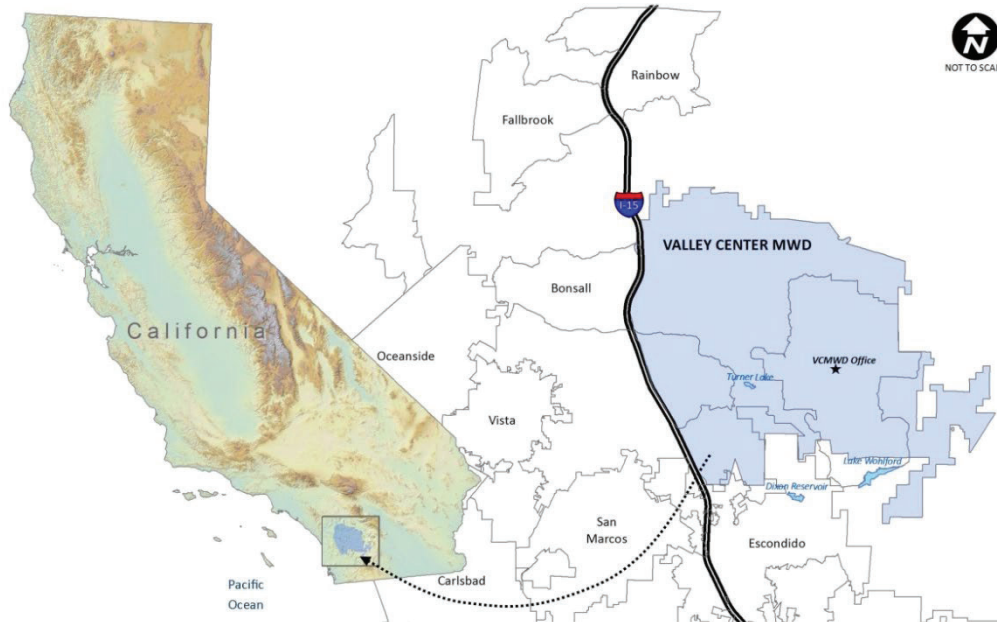 N
NOT TO SCA
Rainbow
Fallbrook
I-15
VALLEY CENTER MWD
Bonsall
California
Oceanside
VCMWD Office
Turner Lake
Vista
Lake Wohlford
Dixon Reservoir
San
Marcos
Escondido
Carlsbad
Pacific
Ocean